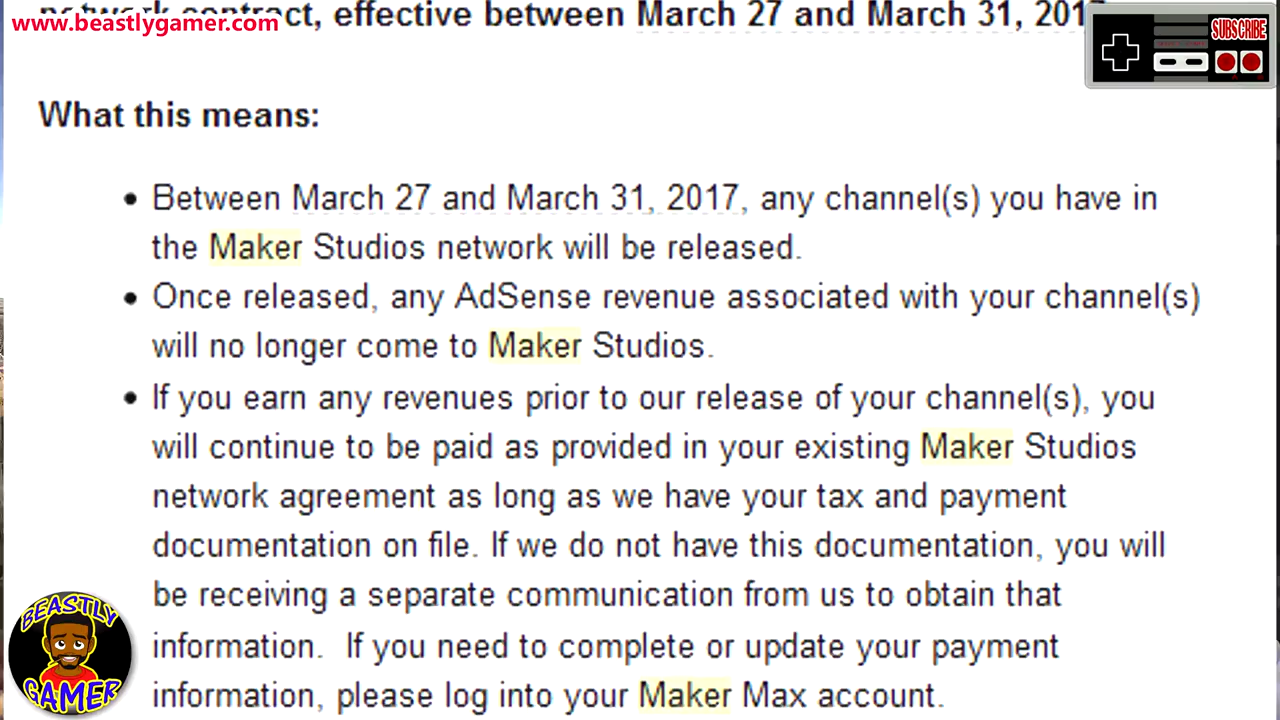 network contract, effective between March 27 and March 31, 2017
www.beastlygamer.com
SUBSCRIBE
What this means:
• Between March 27 and March 31, 2017, any channel(s) you have in
the Maker Studios network will be released.
• Once released, any AdSense revenue associated with your channel(s)
will no longer come to Maker Studios.
• If you earn any revenues prior to our release of your channel(s), you
will continue to be paid as provided in your existing Maker Studios
network agreement as long as we have your tax and payment
documentation on file. If we do not have this documentation, you will
be receiving a separate communication from us to obtain that
information. If you need to complete or update your payment
information, please log into your Maker Max account.
BEASTLY
GAMER